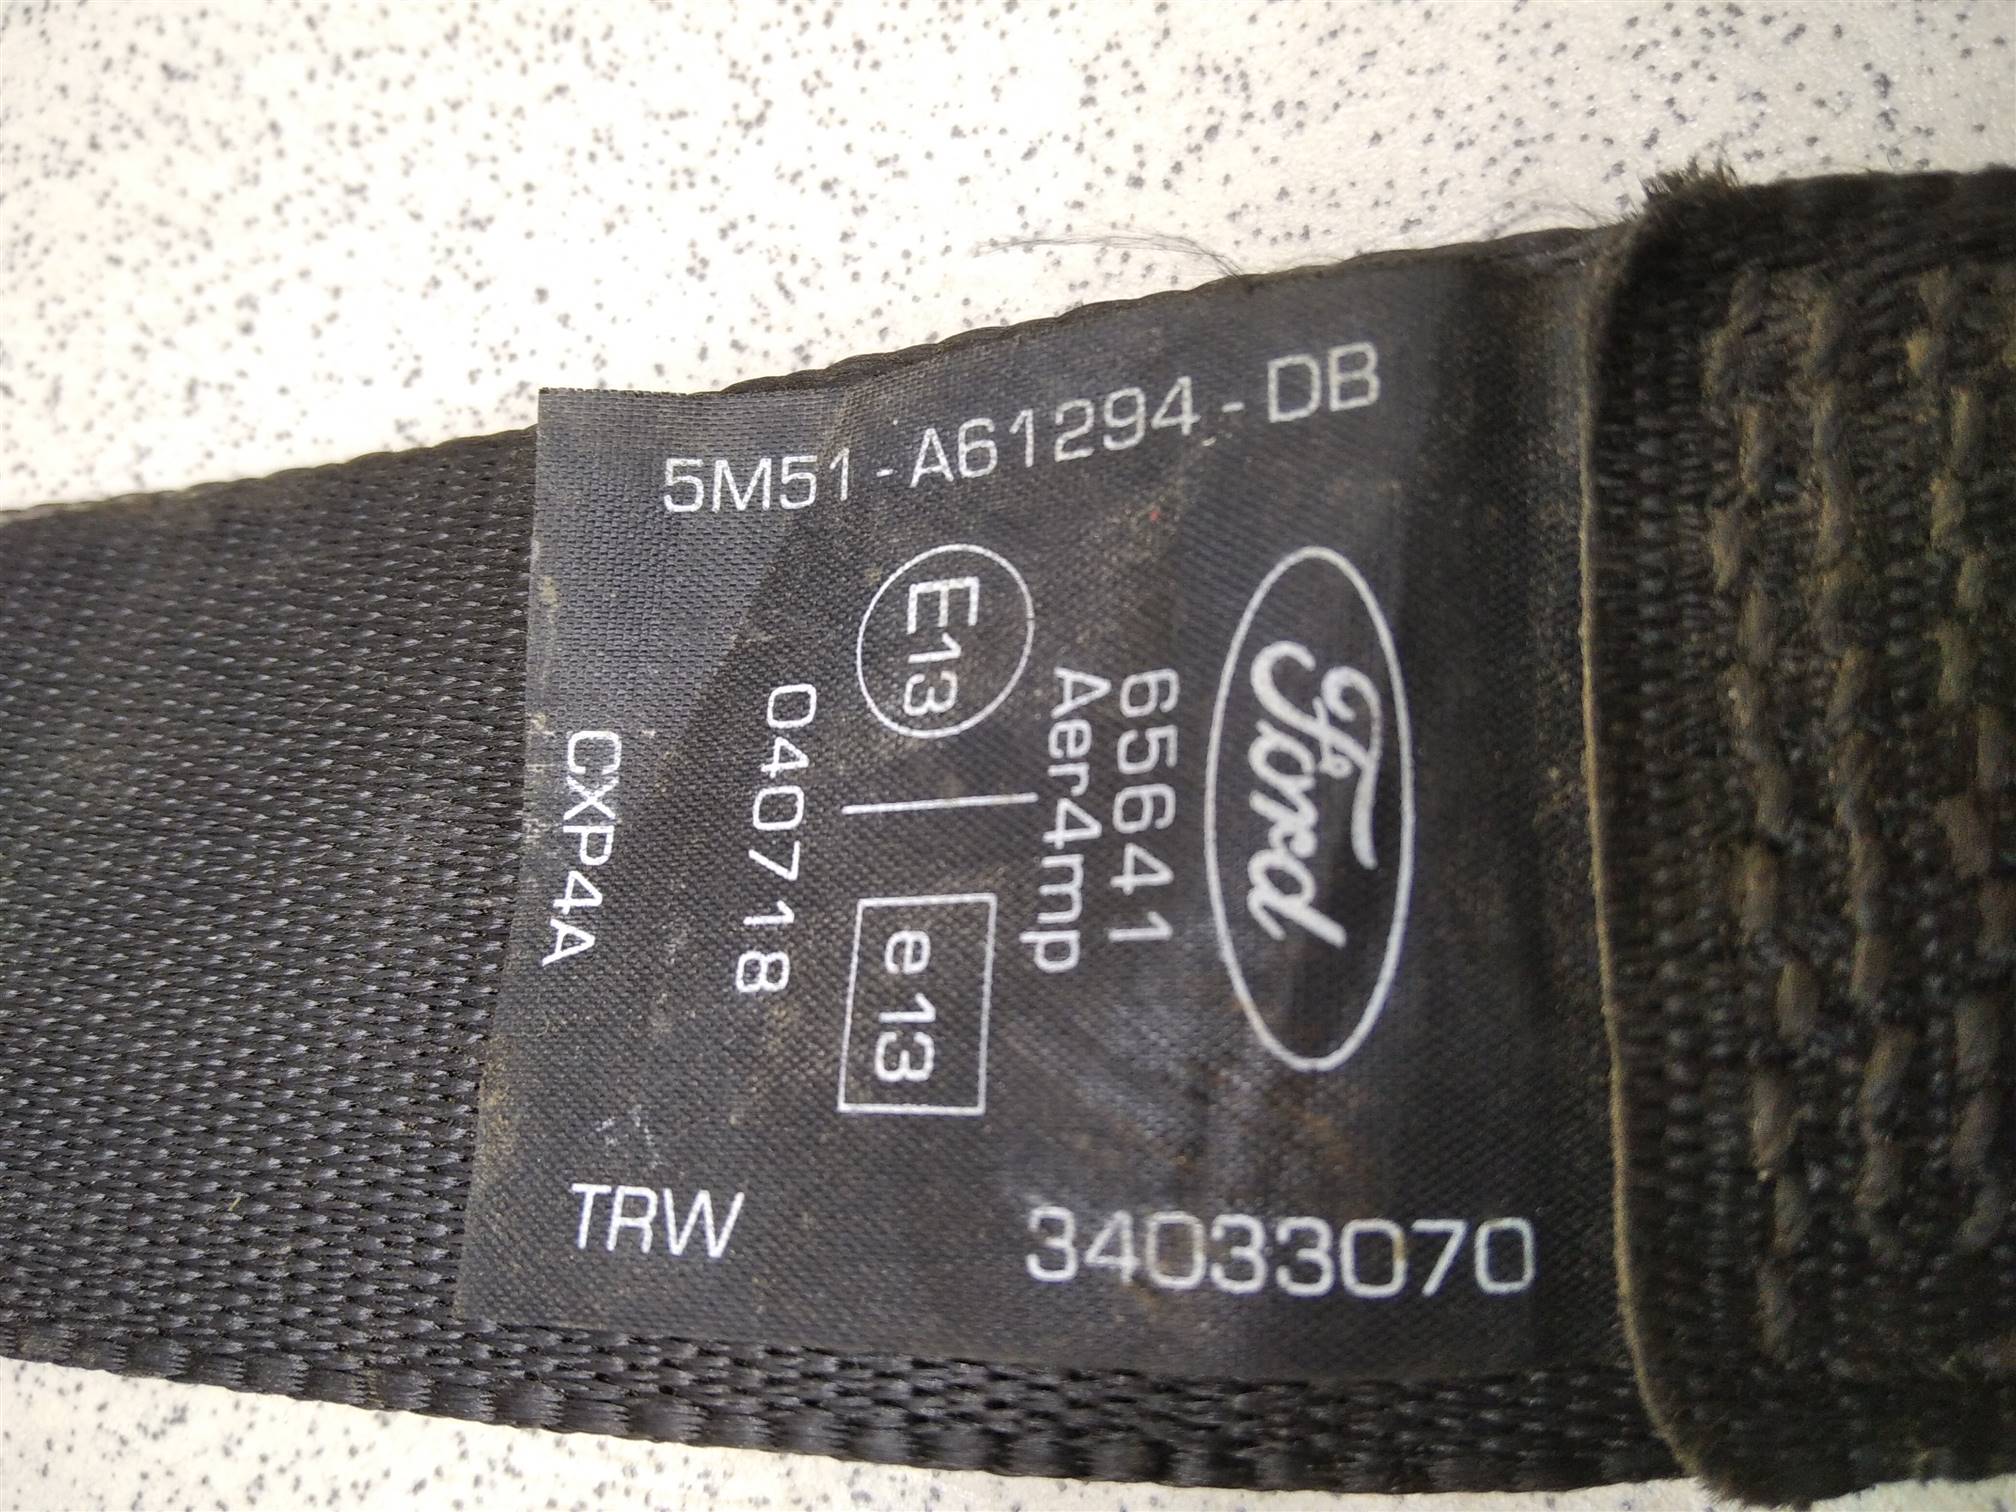 5M51-A61294-DB
Ford
65641
Aer4mp
E13
e13
040718
CXP4A
TRW
34033070